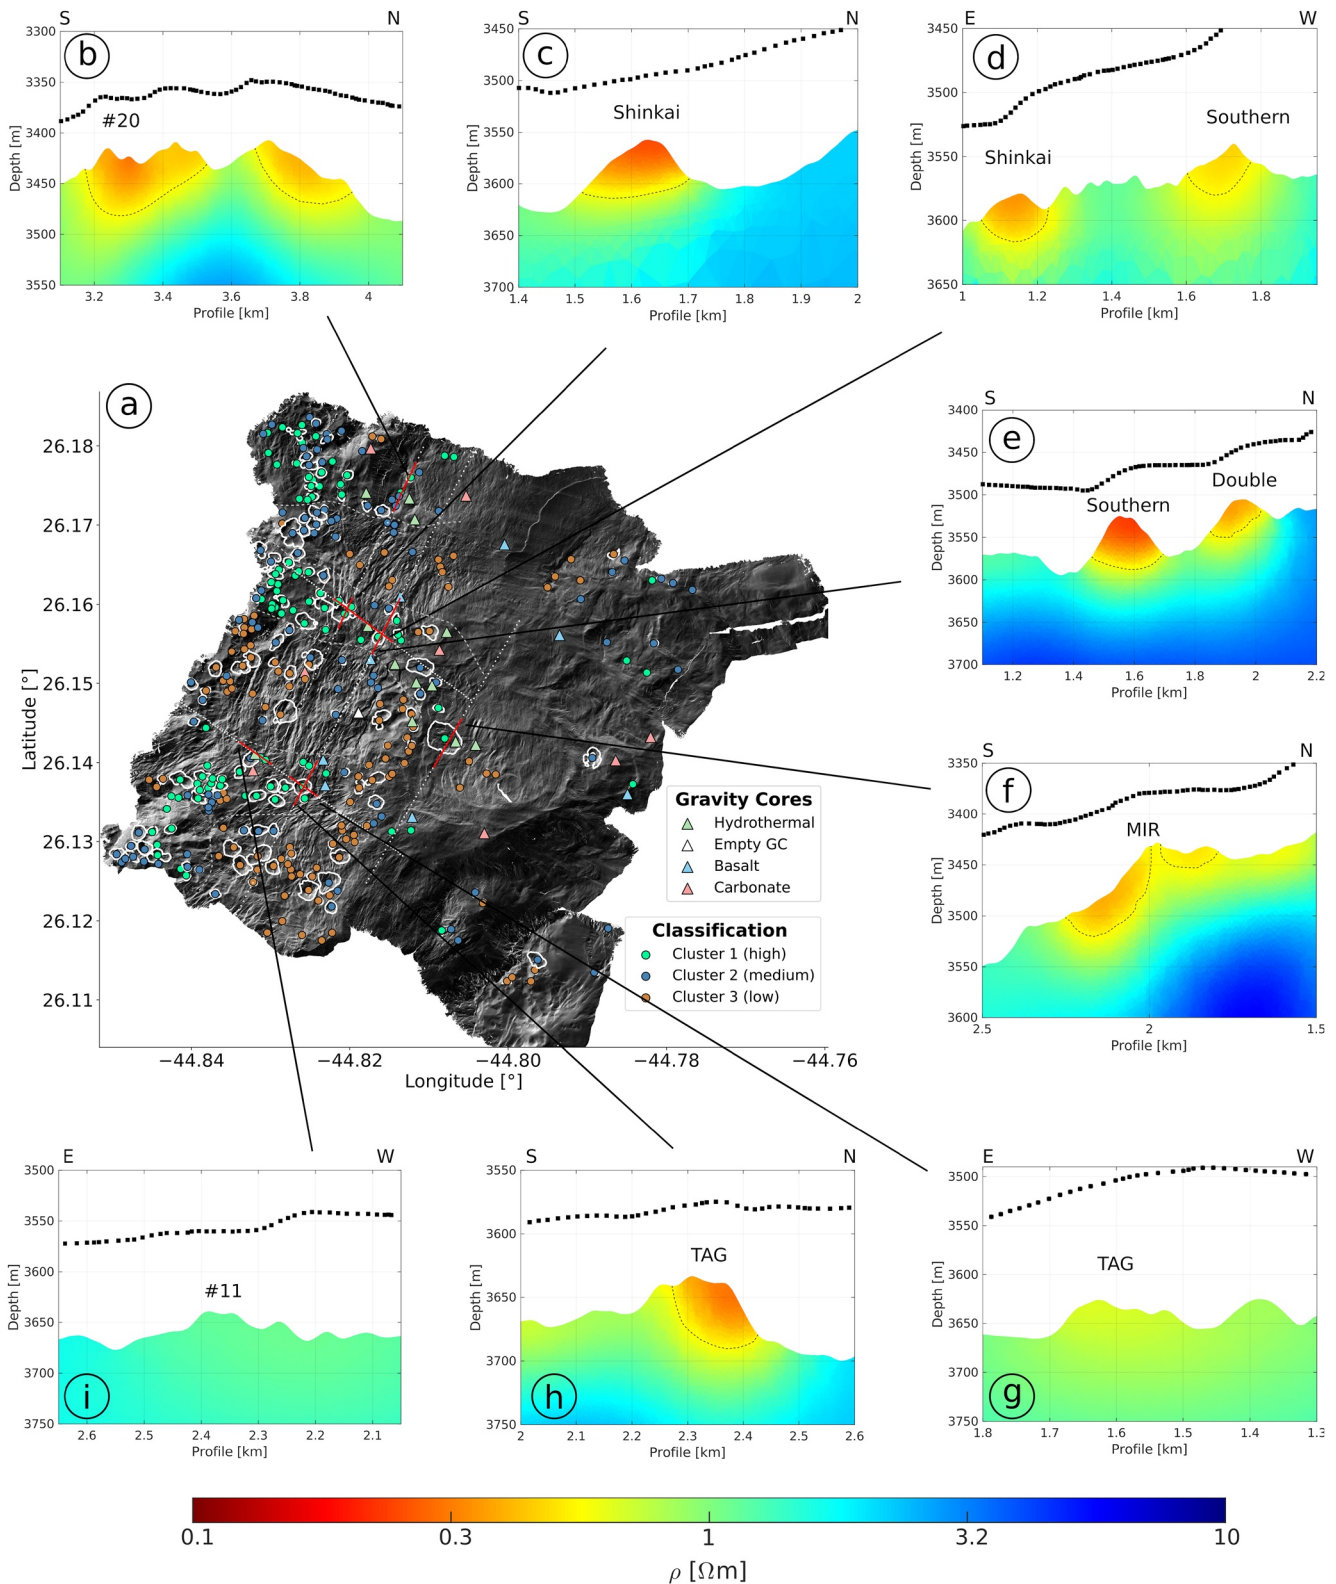 S N
b
3300
3350
3400
3450
3500
3550
Depth [m]
#20
3.2 3.4 3.6 3.8 4
Profile [km]
S N
c
3450
3500
3550
3600
3650
3700
Depth [m]
Shinkai
1.4 1.5 1.6 1.7 1.8 1.9 2
Profile [km]
E W
d
3450
3500
3550
3600
3650
Depth [m]
Southern
Shinkai
1 1.2 1.4 1.6 1.8
Profile [km]
a
26.18
26.17
26.16
26.15
26.14
26.13
26.12
26.11
Latitude [°]
−44.84 −44.82 −44.80 −44.78 −44.76
Longitude [°]
Gravity Cores
Hydrothermal
Empty GC
Basalt
Carbonate
Classification
Cluster 1 (high)
Cluster 2 (medium)
Cluster 3 (low)
S N
e
3400
3450
3500
3550
3600
3650
3700
Depth [m]
Double
Southern
1.2 1.4 1.6 1.8 2 2.2
Profile [km]
S N
f
3350
3400
3450
3500
3550
3600
Depth [m]
MIR
2.5 2 1.5
Profile [km]
E W
3500
3550
3600
3650
3700
3750
Depth [m]
#11
i
2.6 2.5 2.4 2.3 2.2 2.1
Profile [km]
S N
3550
3600
3650
3700
3750
Depth [m]
TAG
h
2 2.1 2.2 2.3 2.4 2.5 2.6
Profile [km]
E W
3500
3550
3600
3650
3700
3750
Depth [m]
TAG
g
1.8 1.7 1.6 1.5 1.4 1.3
Profile [km]
0.1 0.3 1 3.2 10
ρ [Ωm]